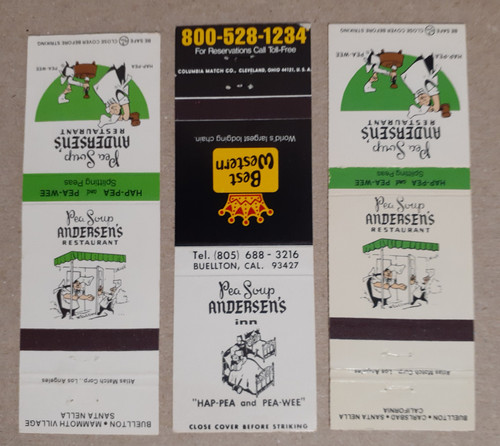 BE SAFE CLOSE COVER BEFORE STRIKING
HAP-PEA
PEA-WEE
Pea Soup
ANDERSEN'S
RESTAURANT
HAP-PEA and PEA-WEE
Splitting Peas
Pea Soup
ANDERSEN'S
RESTAURANT
Atlas Match Corp., Los Angeles
BUELLTON • MAMMOTH VILLAGE
SANTA NELLA
800-528-1234
For Reservations Call Toll-Free
COLUMBIA MATCH CO., CLEVELAND, OHIO 44121, U.S.A.
World's largest lodging chain
Best
Western
Tel. (805) 688 - 3216
BUELLTON, CAL. 93427
Pea Soup
ANDERSEN'S
inn
"HAP-PEA and PEA-WEE"
CLOSE COVER BEFORE STRIKING
BE SAFE CLOSE COVER BEFORE STRIKING
HAP-PEA
PEA-WEE
Pea Soup
ANDERSEN'S
RESTAURANT
HAP-PEA and PEA-WEE
Splitting Peas
Pea Soup
ANDERSEN'S
RESTAURANT
Atlas Match Corp., Los Angeles
BUELLTON • CARLSBAD • SANTA NELLA
CALIFORNIA